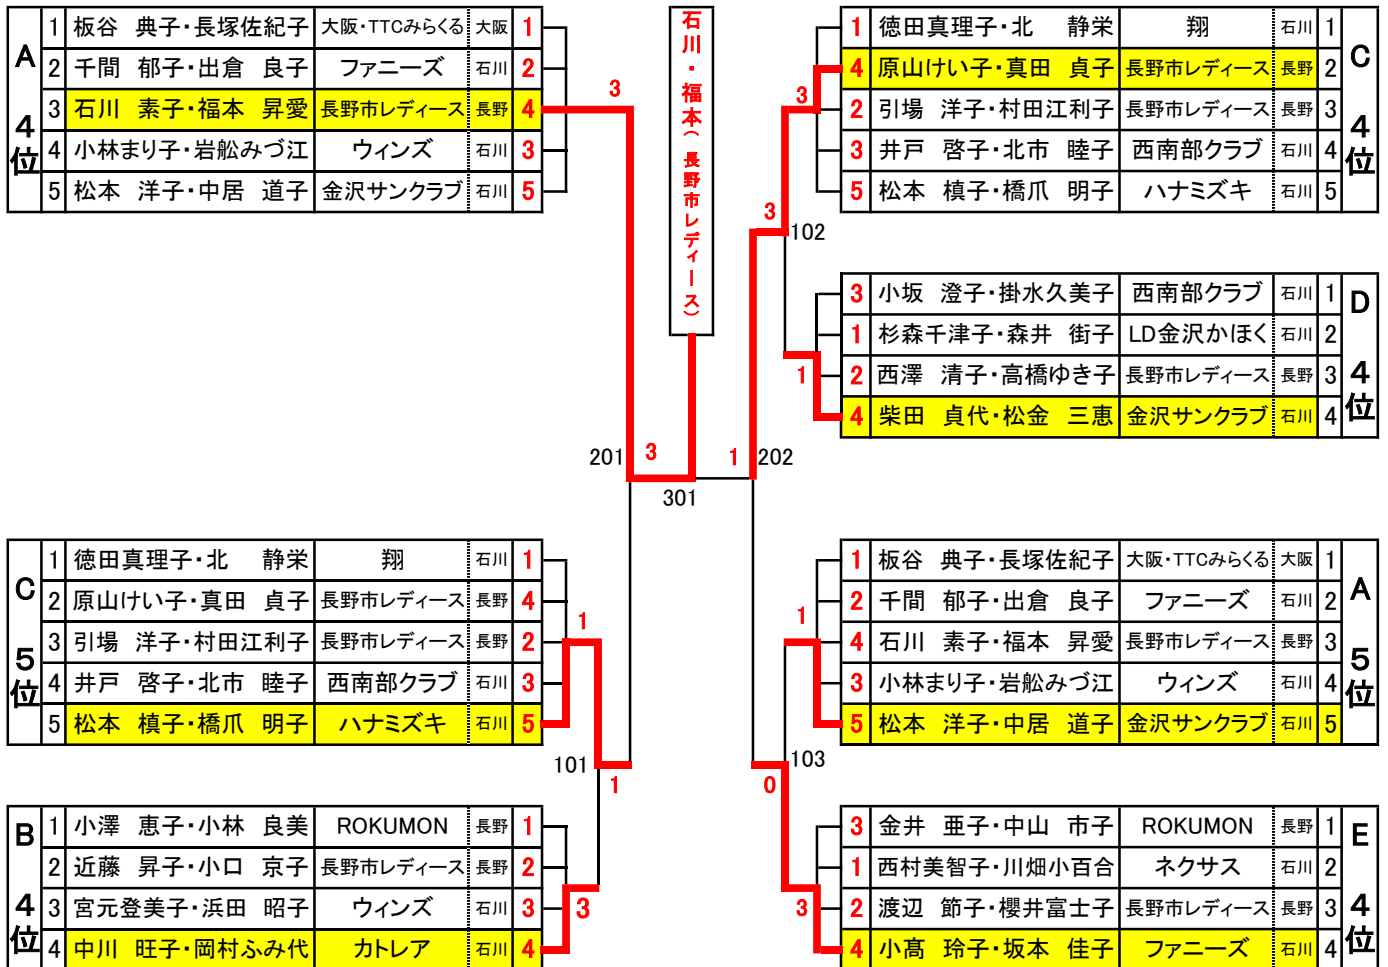 A 4位
1 板谷 典子・長塚佐紀子 大阪・TTCみらくる 大阪 1
2 千間 郁子・出倉 良子 ファニーズ 石川 2
3 石川 素子・福本 昇愛 長野市レディース 長野 4
4 小林まり子・岩舩みづ江 ウィンズ 石川 3
5 松本 洋子・中居 道子 金沢サンクラブ 石川 5
3
石川・福本(長野市レディース)
C 4位
1 徳田真理子・北 静栄 翔 石川 1
4 原山けい子・真田 貞子 長野市レディース 長野 2
2 引場 洋子・村田江利子 長野市レディース 長野 3
3 井戸 啓子・北市 睦子 西南部クラブ 石川 4
5 松本 槙子・橋爪 明子 ハナミズキ 石川 5
3
3
102
D 4位
3 小坂 澄子・掛水久美子 西南部クラブ 石川 1
1 杉森千津子・森井 街子 LD金沢かほく 石川 2
2 西澤 清子・高橋ゆき子 長野市レディース 長野 3
4 柴田 貞代・松金 三恵 金沢サンクラブ 石川 4
1
201 3 1 202
301
C 5位
1 徳田真理子・北 静栄 翔 石川 1
2 原山けい子・真田 貞子 長野市レディース 長野 4
3 引場 洋子・村田江利子 長野市レディース 長野 2
4 井戸 啓子・北市 睦子 西南部クラブ 石川 3
5 松本 槙子・橋爪 明子 ハナミズキ 石川 5
1
101
1
A 5位
1 板谷 典子・長塚佐紀子 大阪・TTCみらくる 大阪 1
2 千間 郁子・出倉 良子 ファニーズ 石川 2
4 石川 素子・福本 昇愛 長野市レディース 長野 3
3 小林まり子・岩舩みづ江 ウィンズ 石川 4
5 松本 洋子・中居 道子 金沢サンクラブ 石川 5
1
103
0
B 4位
1 小澤 恵子・小林 良美 ROKUMON 長野 1
2 近藤 昇子・小口 京子 長野市レディース 長野 2
3 宮元登美子・浜田 昭子 ウィンズ 石川 3
4 中川 旺子・岡村ふみ代 カトレア 石川 4
3
E 4位
3 金井 亜子・中山 市子 ROKUMON 長野 1
1 西村美智子・川畑小百合 ネクサス 石川 2
2 渡辺 節子・櫻井富士子 長野市レディース 長野 3
4 小髙 玲子・坂本 佳子 ファニーズ 石川 4
3